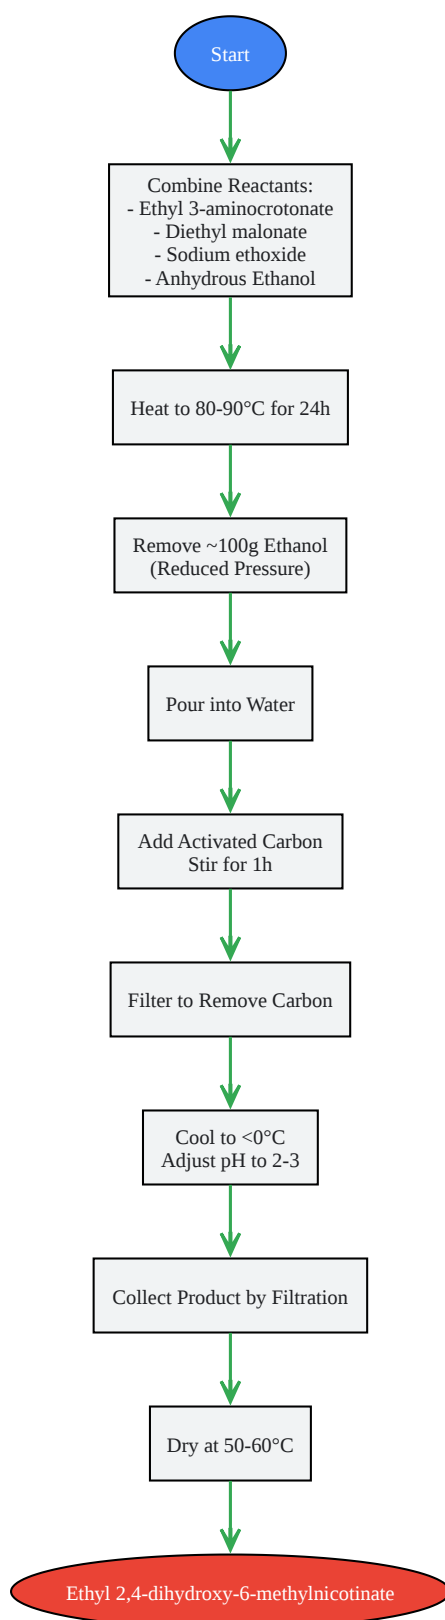 Start
Combine Reactants:
- Ethyl 3-aminocrotonate
- Diethyl malonate
- Sodium ethoxide
- Anhydrous Ethanol
Heat to 80-90°C for 24h
Remove ~100g Ethanol
(Reduced Pressure)
Pour into Water
Add Activated Carbon
Stir for 1h
Filter to Remove Carbon
Cool to <0°C
Adjust pH to 2-3
Collect Product by Filtration
Dry at 50-60°C
Ethyl 2,4-dihydroxy-6-methylnicotinate